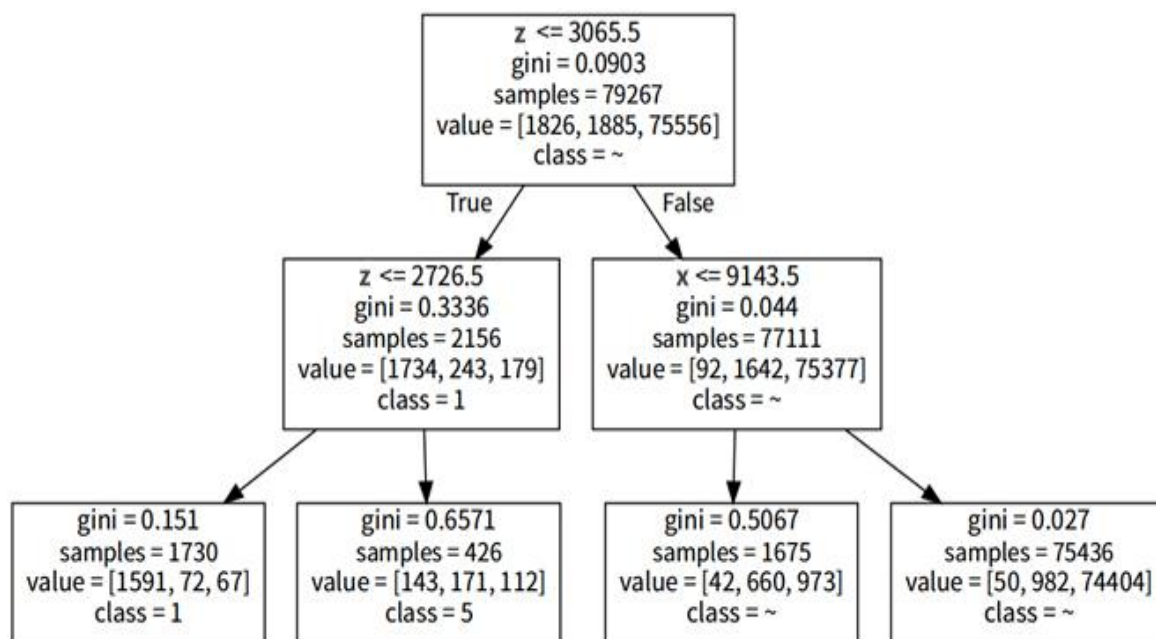 z <= 3065.5
gini = 0.0903
samples = 79267
value = [1826, 1885, 75556]
class = ~
True
False
z <= 2726.5
gini = 0.3336
samples = 2156
value = [1734, 243, 179]
class = 1
x <= 9143.5
gini = 0.044
samples = 77111
value = [92, 1642, 75377]
class = ~
gini = 0.151
samples = 1730
value = [1591, 72, 67]
class = 1
gini = 0.6571
samples = 426
value = [143, 171, 112]
class = 5
gini = 0.5067
samples = 1675
value = [42, 660, 973]
class = ~
gini = 0.027
samples = 75436
value = [50, 982, 74404]
class = ~